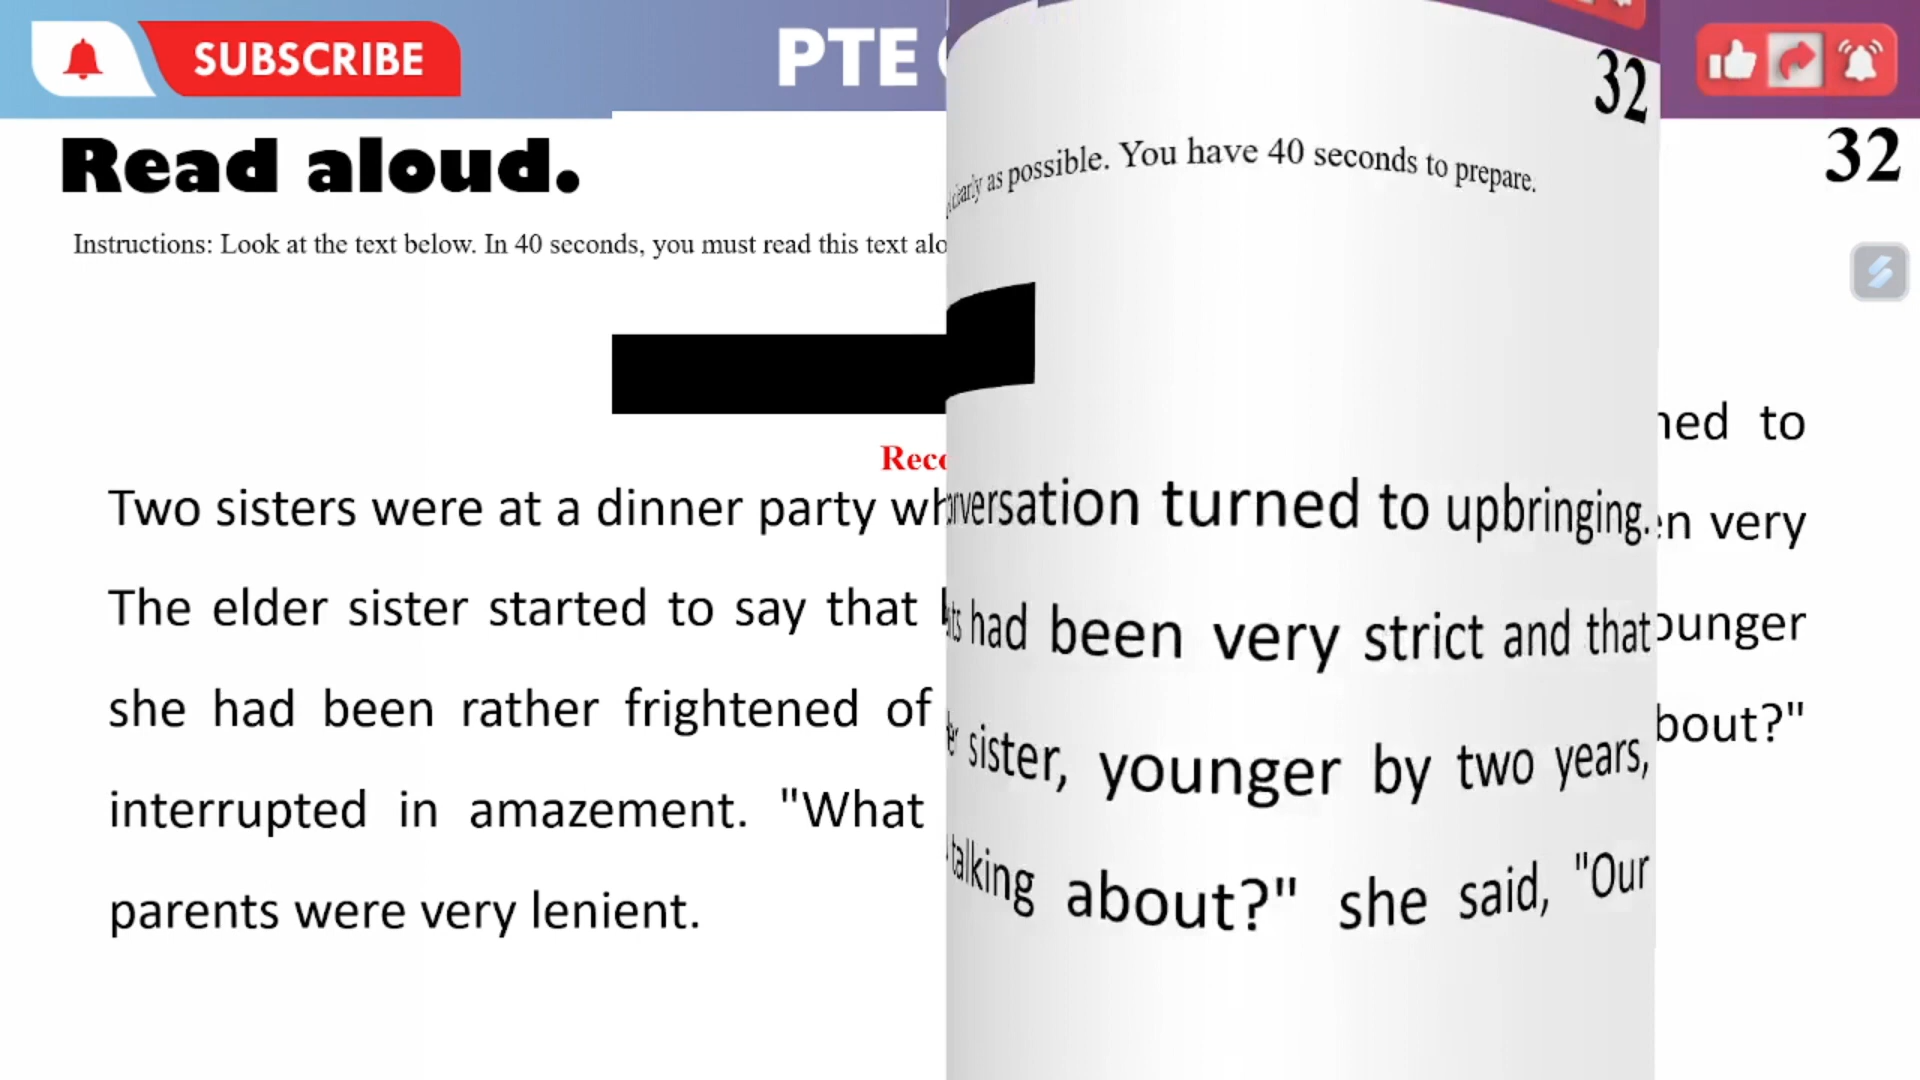 SUBSCRIBE
PTE
32
Read aloud.
32
clearly as possible. You have 40 seconds to prepare.
Instructions: Look at the text below. In 40 seconds, you must read this text alo
Two sisters were at a dinner party wh
nversation turned to upbringing.
The elder sister started to say that
had been very strict and that
she had been rather frightened of
sister, younger by two years,
interrupted in amazement. "What
talking about?" she said, "Our
parents were very lenient.
ned to
en very
ounger
bout?"